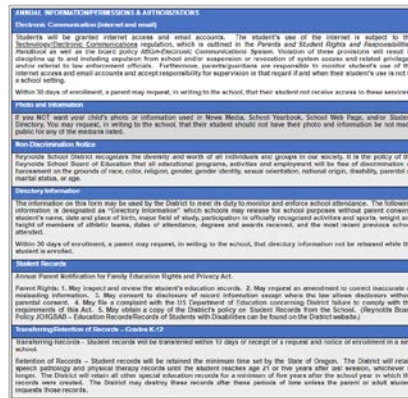 ANNUAL INFORMATION/PERMISSIONS & AUTHORIZATIONS
Electronic Communication (internet and email)
Students will be granted internet access and email accounts. The student's use of the internet is subject to th
Technology/Electronic Communications regulation, which is outlined in the Parents and Student Rights and Responsibilitie
Handbook as well as the board policy Electronic Communications System. Violation of these provisions will result i
discipline up to and including expulsion from school and/or suspension or revocation of system access and related privilege
and/or referral to law enforcement officials. Furthermore, parents/guardians are responsible to monitor student's use of th
internet access and email accounts and accept responsibility for supervision in that regard if and when their student's use is not i
a school setting.
Within 30 days of enrollment, a parent may request, in writing to the school, that their student not receive access to these services
Photo and Information
If you NOT want your child's photo or information used in News Media, School Yearbook, School Web Page, and/or Studen
Directory, You may request, in writing to the school, that their student should not have their photo and information be not mad
public for any of the medians listed.
Non-Discrimination Notice
Reynolds School District recognizes the diversity and worth of all individuals and groups in our society. It is the policy of th
Reynolds School Board of Education that all educational programs, activities and employment will be free of discrimination o
harassment on the grounds of race, color, religion, gender, gender identity, sexual orientation, national origin, disability, parental o
marital status, or age.
Directory Information
The information on this form may be used by the District to meet its duty to monitor and enforce school attendance. The followin
information is designated as "Directory Information" which schools may release for school purposes without parent consent
student's name, date and place of birth, major field of study, participation in officially recognized activities and sports, weight an
height of members of athletic teams, dates of attendance, degrees and awards received, and the most recent previous schoo
attended.
Within 30 days of enrollment, a parent may request, in writing to the school, that directory information not be released while th
student is enrolled.
Student Records
Annual Parent Notification for Family Education Rights and Privacy Act.
Parent Rights: 1. May inspect and review the student's education records. 2. May request an amendment to correct inaccurate o
misleading information. 3. May consent to disclosure of record information except where the law allows disclosure withou
parental consent. 4. May file a complaint with the US Department of Education concerning District failure to comply with th
requirements of this Act. 5. May obtain a copy of the District's policy on Student Records from the School. (Reynolds Boar
Policy JO/IGBAB – Education Records/Records of Students with Disabilities can be found on the District website.)
Transferring/Retention of Records – Grades K-12
Transferring Records – Student records will be transferred within 10 days of receipt of a request and notice of enrollment in a
school.
Retention of Records – Student records will be retained the minimum time set by the State of Oregon. The District will retai
speech pathology and physical therapy records until the student reaches age 21 or five years after last session, whichever i
longer. The District will retain all other special education records for a minimum of five years after the school year in which th
records were created. The District may destroy these records after these periods of time unless the parent or adult studen
requests those records.